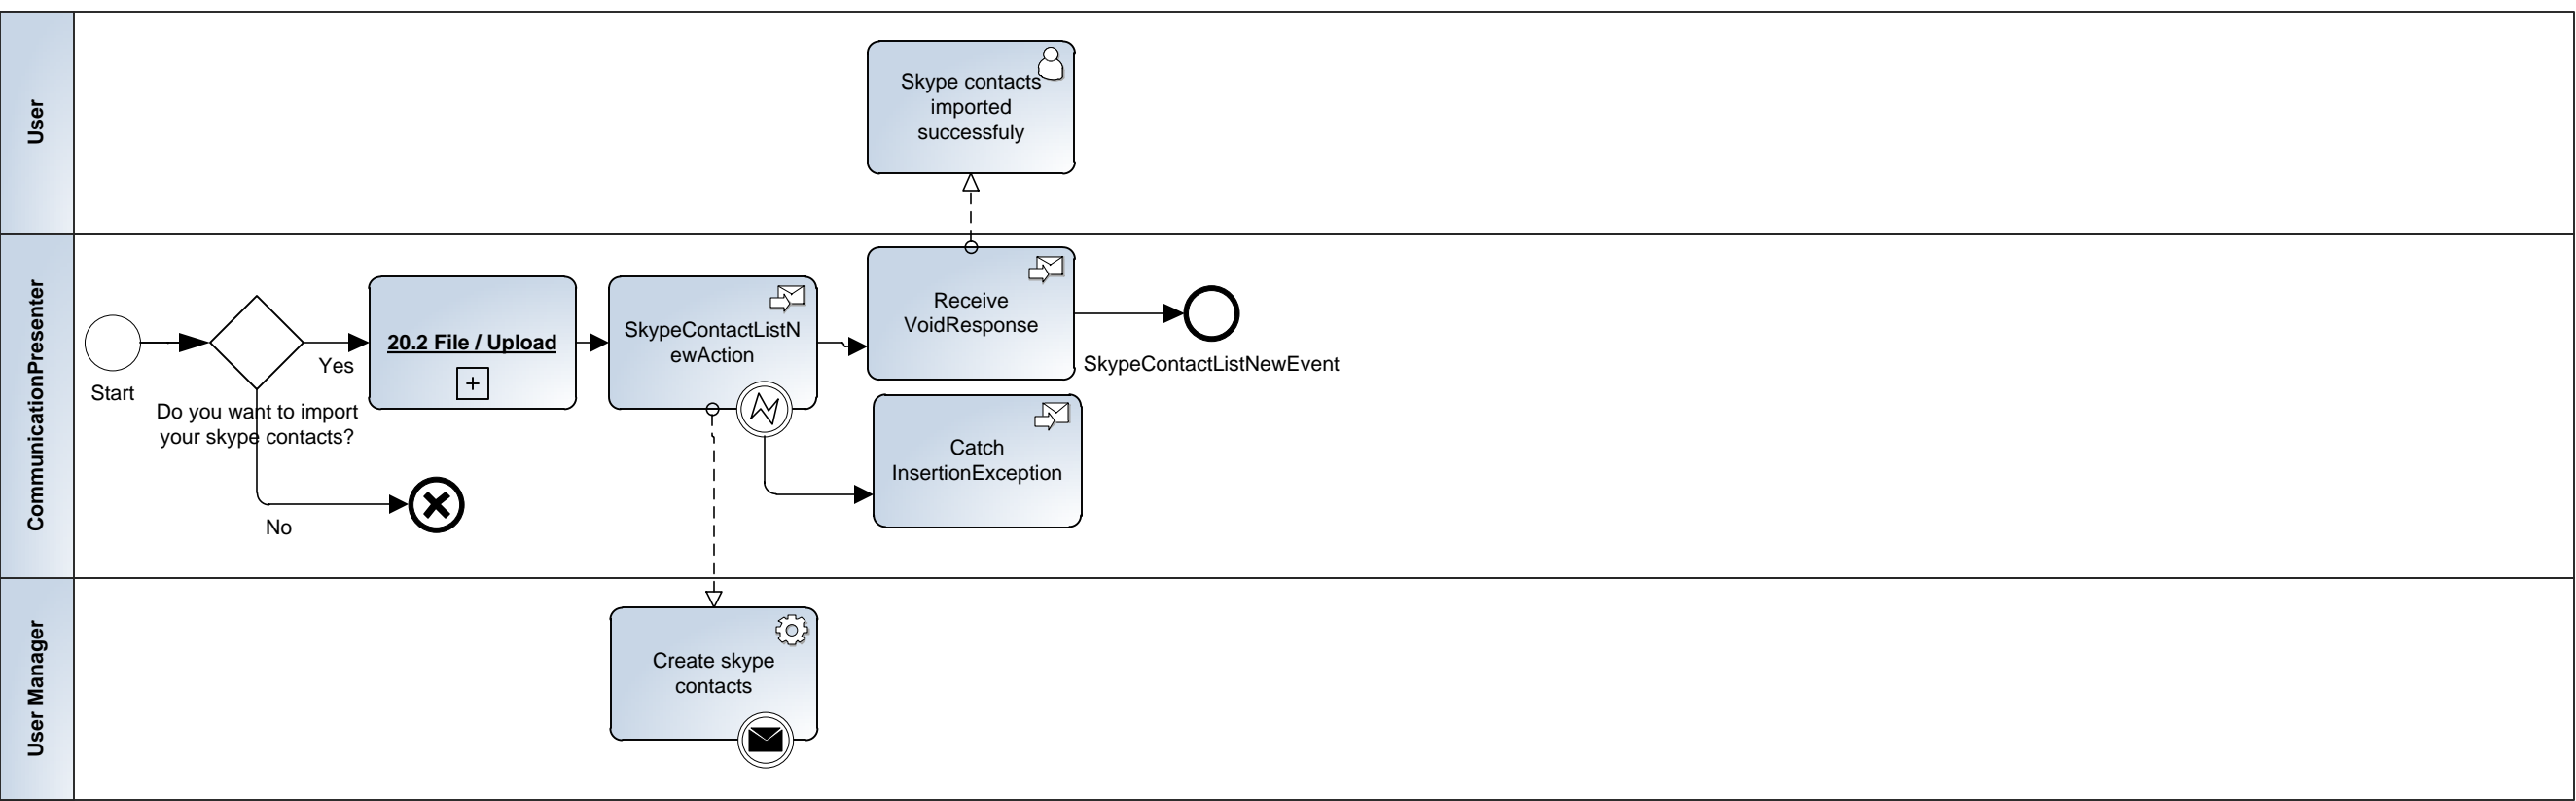 User
Skype contacts
imported
successfuly
CommunicationPresenter
Start
Do you want to import
your skype contacts?
Yes
No
20.2 File / Upload
SkypeContactListN
ewAction
Receive
VoidResponse
SkypeContactListNewEvent
Catch
InsertionException
User Manager
Create skype
contacts